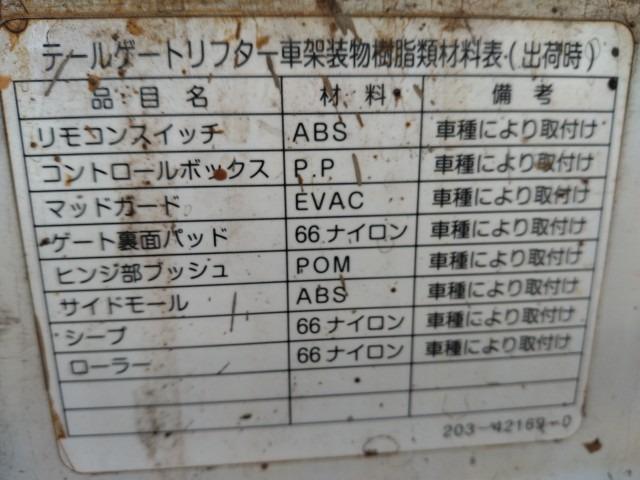 テールゲートリフター車架装物樹脂類材料表(出荷時)
品目名 材料 備考
リモコンスイッチ ABS 車種により取付け
コントロールボックス P.P 車種により取付け
マッドガード EVAC 車種により取付け
ゲート裏面パッド 66ナイロン 車種により取付け
ヒンジ部ブッシュ POM 車種により取付け
サイドモール ABS 車種により取付け
シーブ 66ナイロン 車種により取付け
ローラー 66ナイロン 車種により取付け
203-42169-0